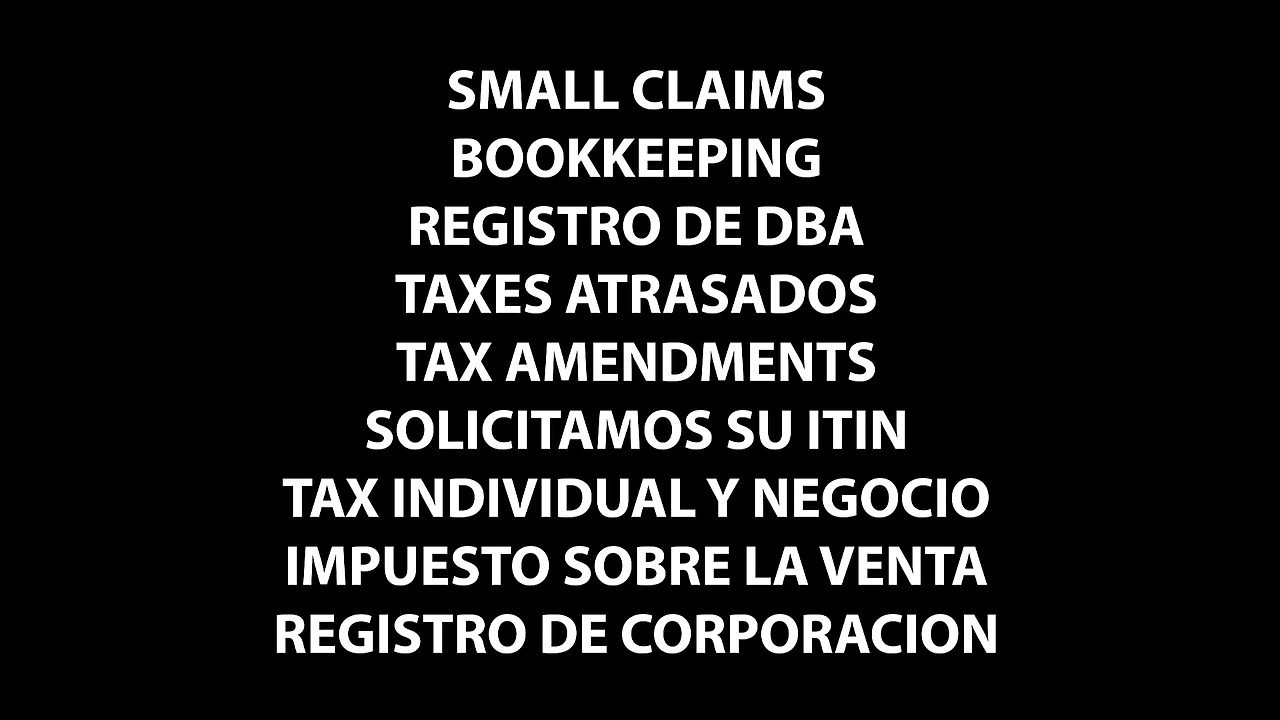 SMALL CLAIMS
BOOKKEEPING
REGISTRO DE DBA
TAXES ATRASADOS
TAX AMENDMENTS
SOLICITAMOS SU ITIN
TAX INDIVIDUAL Y NEGOCIO
IMPUESTO SOBRE LA VENTA
REGISTRO DE CORPORACION